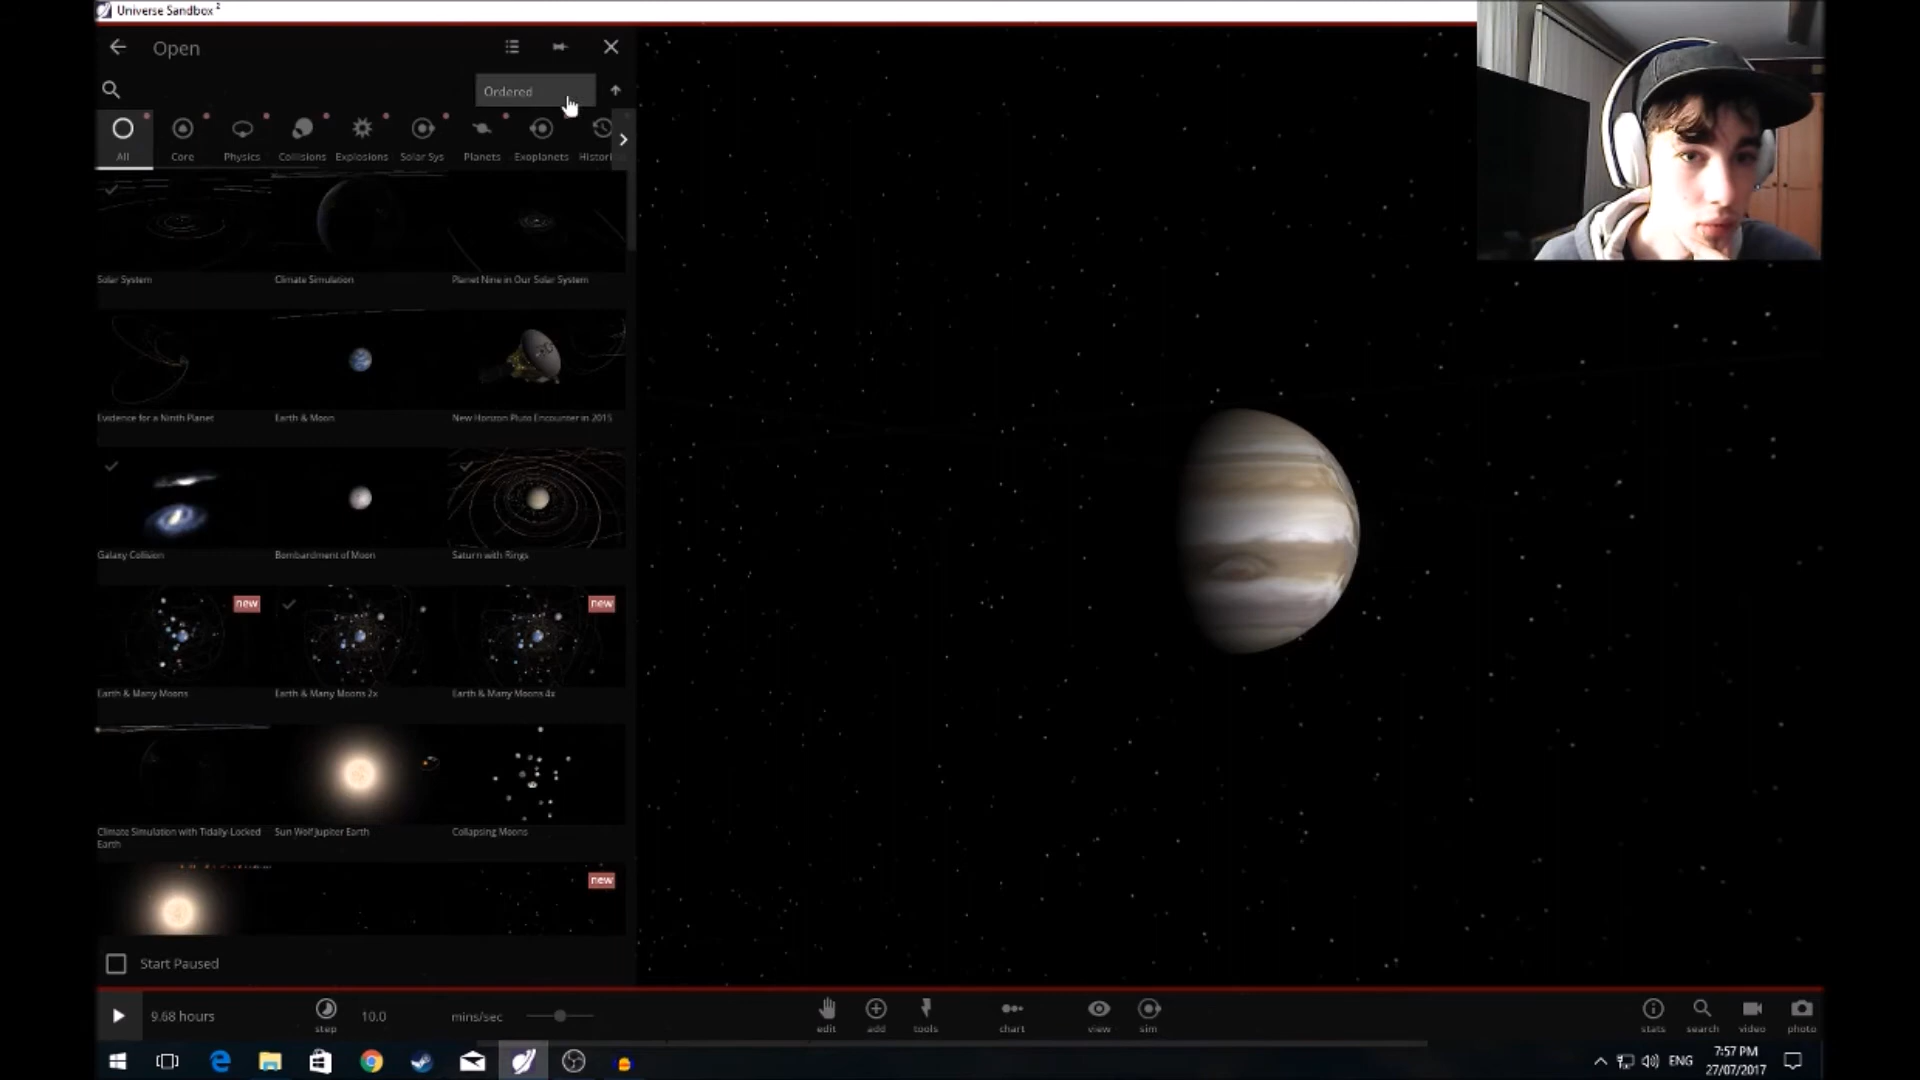 Universe Sandbox ²
Open
Ordered
All
Core
Physics
Collisions
Explosions
Solar Sys
Planets
Exoplanets
Histori
Solar System
Climate Simulation
Planet Nine in Our Solar System
Evidence for a Ninth Planet
Earth & Moon
New Horizon Pluto Encounter in 2015
Galaxy Collision
Bombardment of Moon
Saturn with Rings
new
new
Earth & Many Moons
Earth & Many Moons 2x
Earth & Many Moons 4x
Climate Simulation with Tidally-Locked
Earth
Sun Wolf Jupiter Earth
Collapsing Moons
new
Start Paused
9.68 hours
step
10.0
mins/sec
edit
add
tools
chart
view
sim
stats
search
video
photo
ENG
7:57 PM
27/07/2017